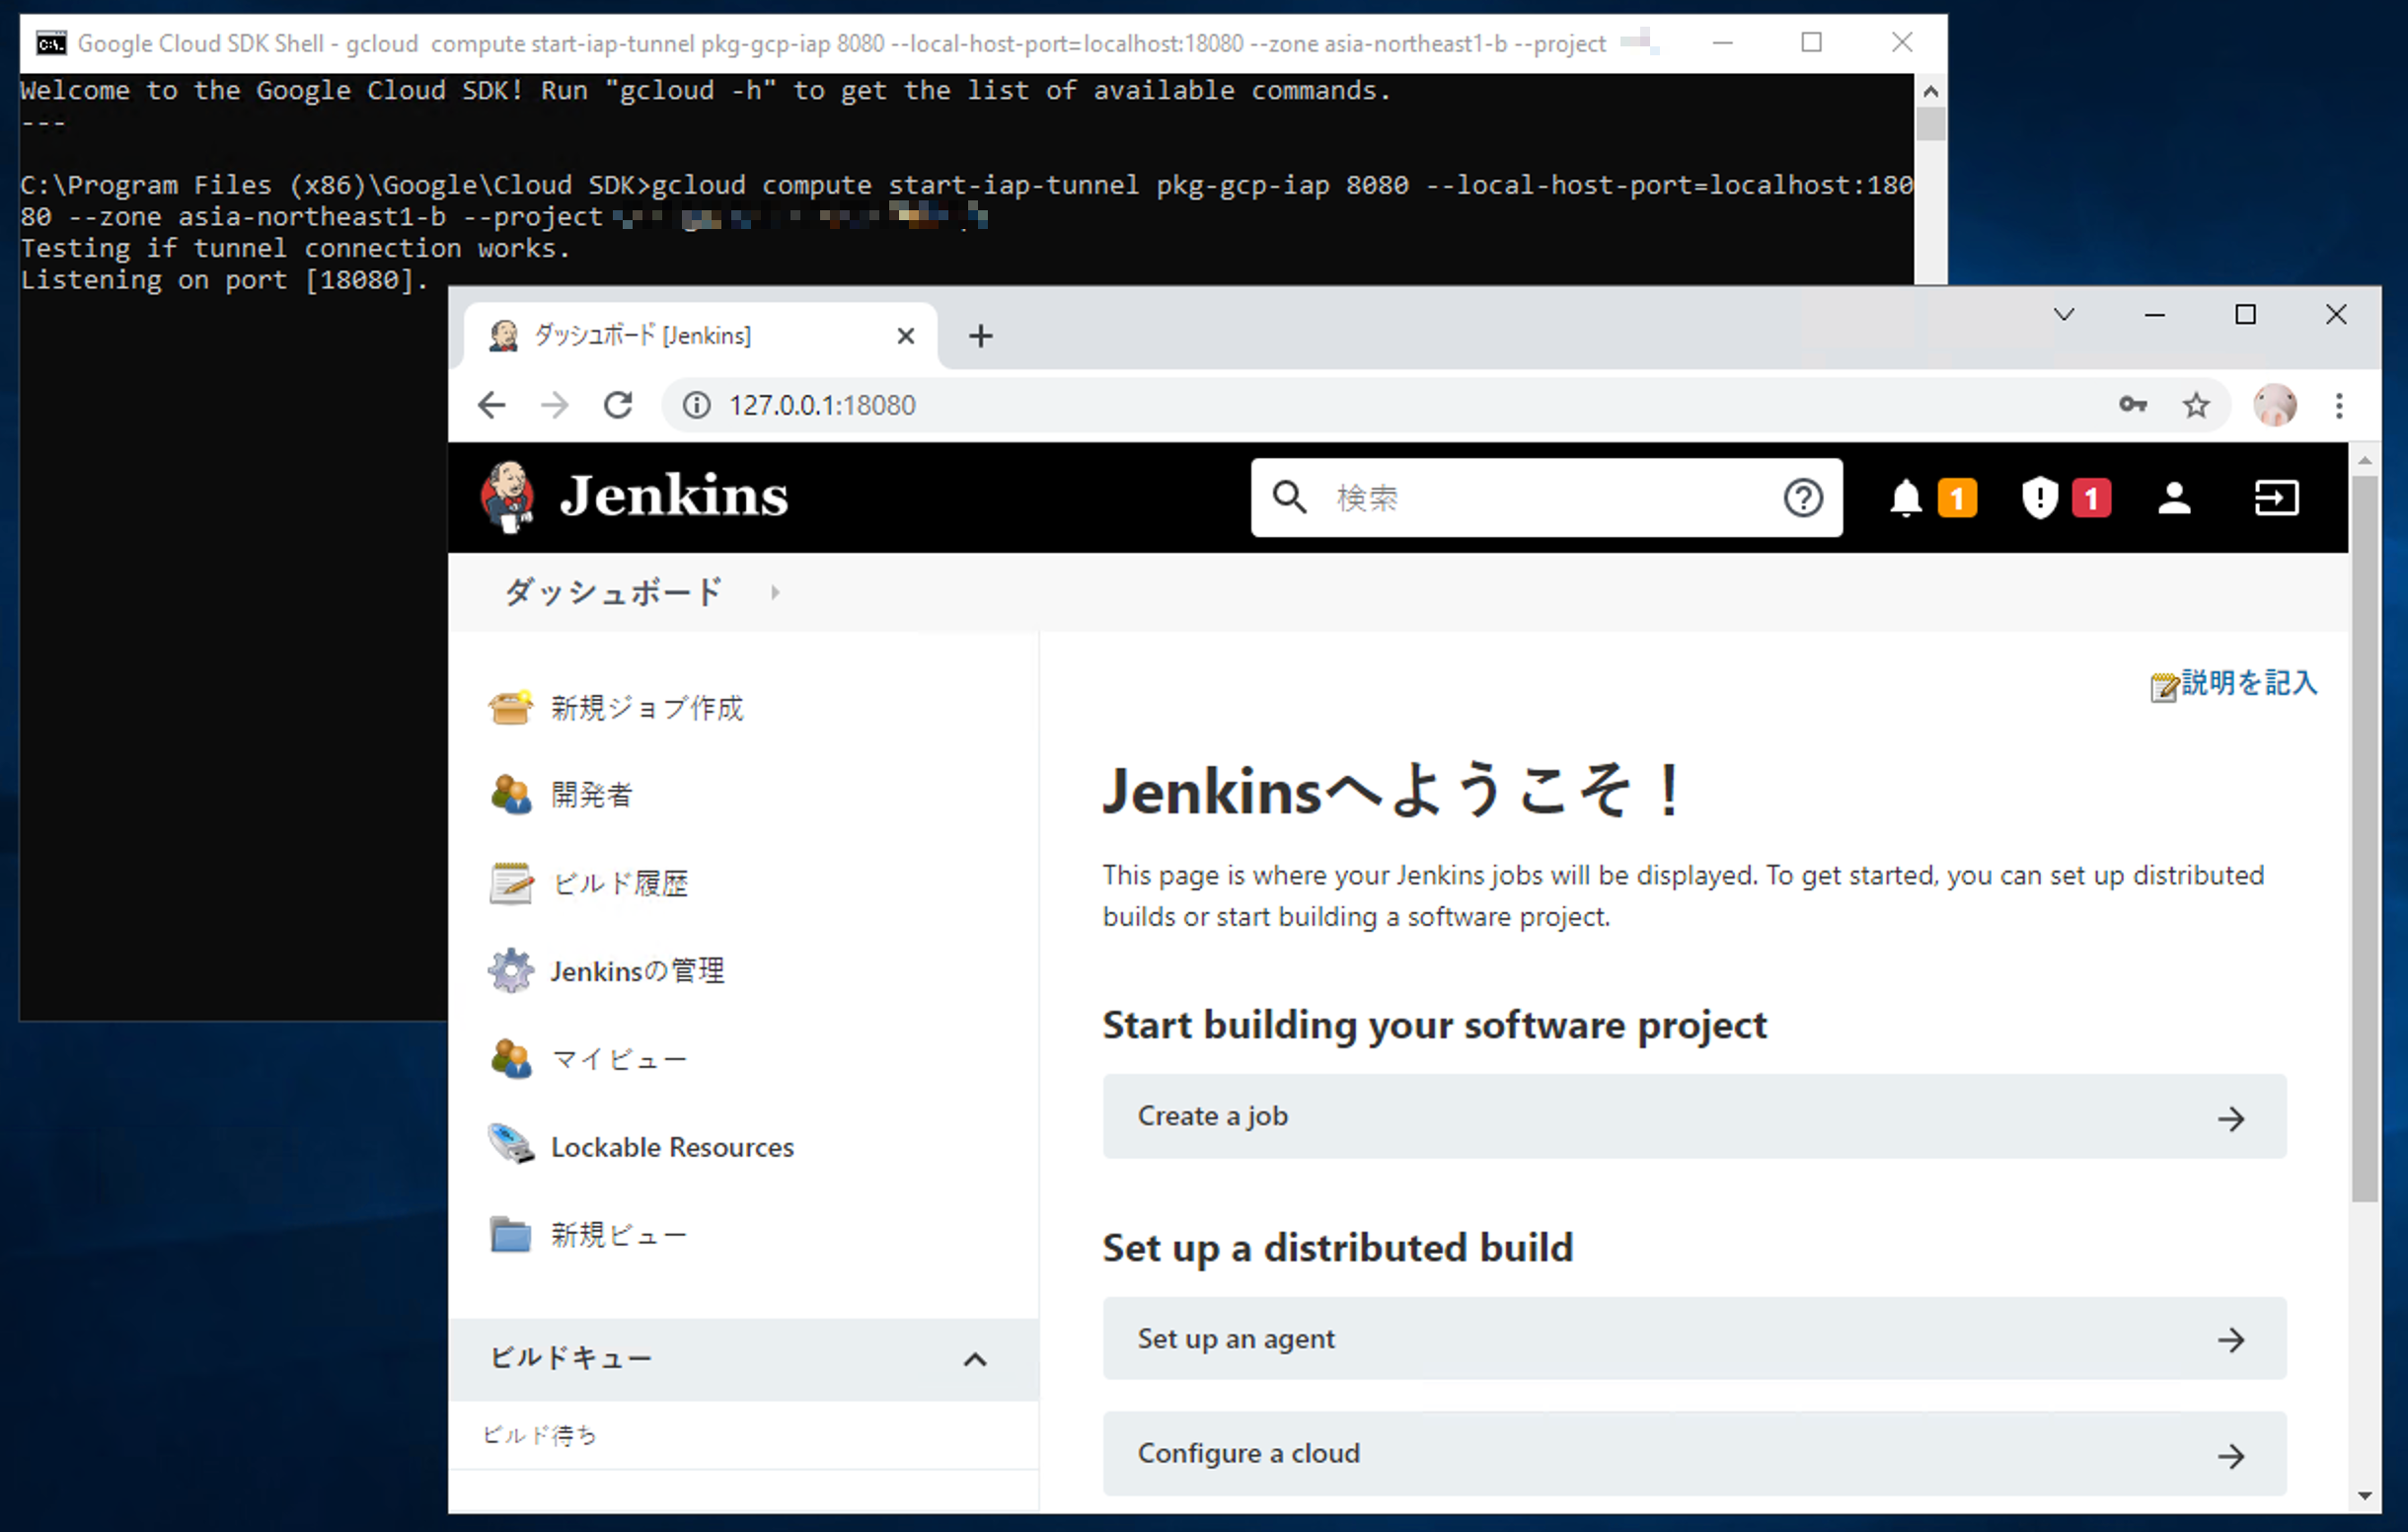 Google Cloud SDK Shell - gcloud  compute start-iap-tunnel pkg-gcp-iap 8080 --local-host-port=localhost:18080 --zone asia-northeast1-b --project
Welcome to the Google Cloud SDK! Run "gcloud -h" to get the list of available commands.
---
C:\Program Files (x86)\Google\Cloud SDK>gcloud compute start-iap-tunnel pkg-gcp-iap 8080 --local-host-port=localhost:180
80 --zone asia-northeast1-b --project
Testing if tunnel connection works.
Listening on port [18080].
ダッシュボード [Jenkins]
127.0.0.1:18080
Jenkins
検索
1
1
ダッシュボード
説明を記入
新規ジョブ作成
開発者
ビルド履歴
Jenkinsの管理
マイビュー
Lockable Resources
新規ビュー
ビルドキュー
ビルド待ち
Jenkinsへようこそ！
This page is where your Jenkins jobs will be displayed. To get started, you can set up distributed
builds or start building a software project.
Start building your software project
Create a job
Set up a distributed build
Set up an agent
Configure a cloud